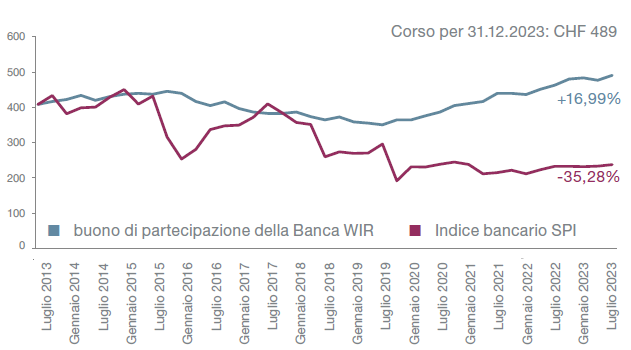 Corso per 31.12.2023: CHF 489
600
500
400
300
200
100
0
+16,99%
-35,28%
buono di partecipazione della Banca WIR
Indice bancario SPI
Luglio 2013
Gennaio 2014
Luglio 2014
Gennaio 2015
Luglio 2015
Gennaio 2016
Luglio 2016
Gennaio 2017
Luglio 2017
Gennaio 2018
Luglio 2018
Gennaio 2019
Luglio 2019
Gennaio 2020
Luglio 2020
Gennaio 2021
Luglio 2021
Gennaio 2022
Luglio 2022
Gennaio 2023
Luglio 2023